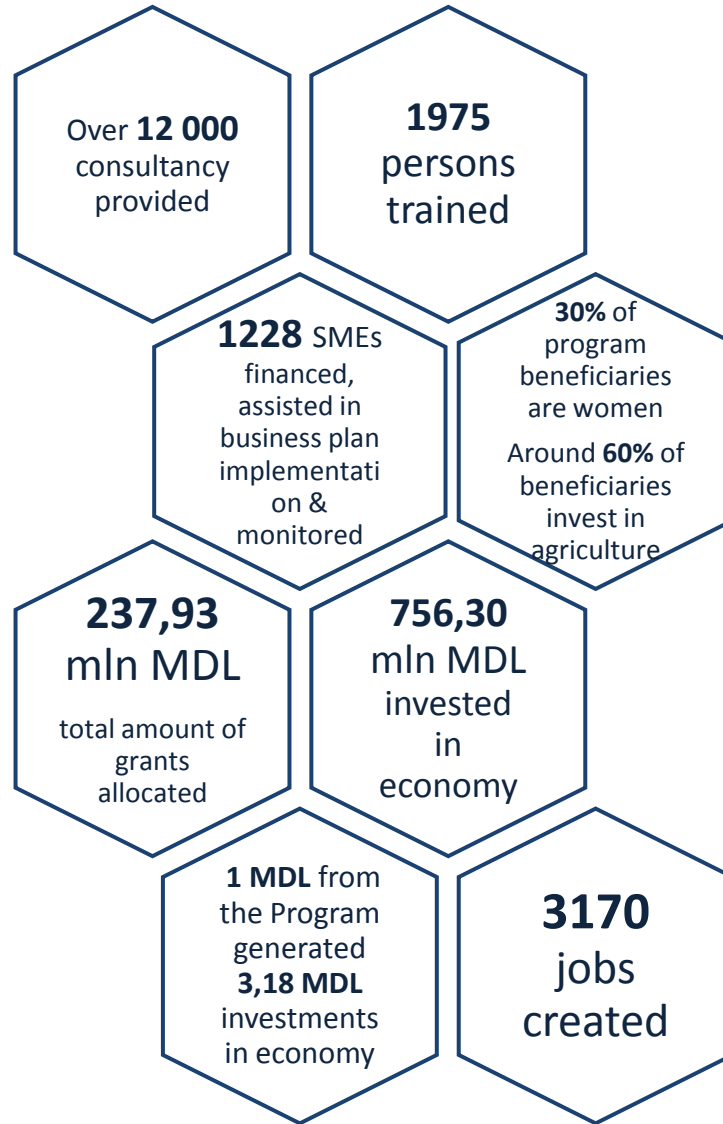 Over 12 000
consultancy
provided
1975
persons
trained
1228 SMEs
financed,
assisted in
business plan
implementati
on &
monitored
30% of
program
beneficiaries
are women
Around 60% of
beneficiaries
invest in
agriculture
237,93
mln MDL
total amount of
grants
allocated
756,30
mln MDL
invested
in
economy
1 MDL from
the Program
generated
3,18 MDL
investments
in economy
3170
jobs
created